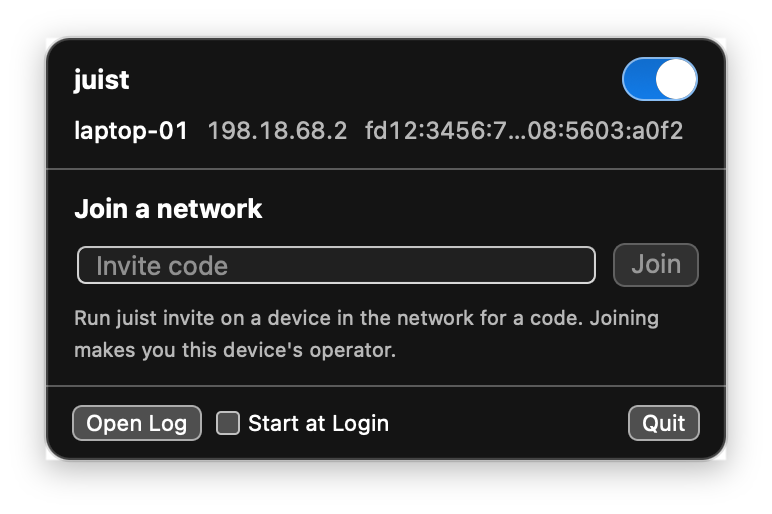 juist
laptop-01 198.18.68.2 fd12:3456:7...08:5603:a0f2
Join a network
Invite code Join
Run juist invite on a device in the network for a code. Joining
makes you this device's operator.
Open Log Start at Login Quit